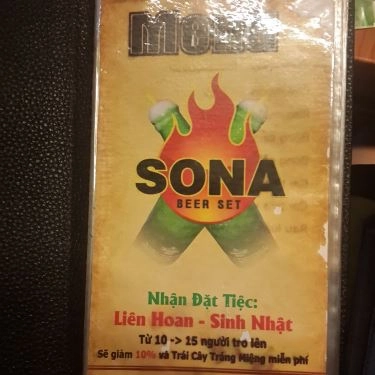 Menu
SONA
BEER SET
Nhận Đặt Tiệc:
Liên Hoan - Sinh Nhật
Từ 10 -> 15 người trở lên
Sẽ giảm 10% và Trái Cây Tráng Miệng miễn phí